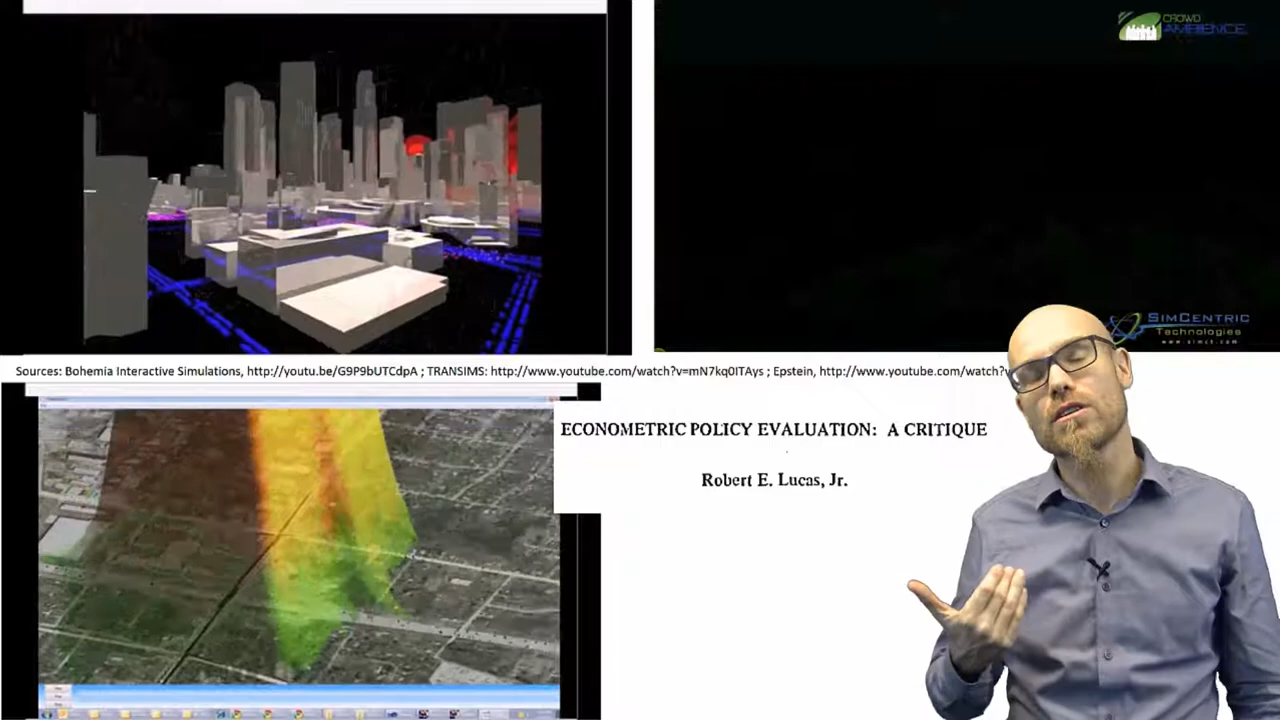 CROWD
AMBIENCE
SIMCENTRIC
Technologies
www.simct.com
Sources: Bohemia Interactive Simulations, http://youtu.be/G9P9bUTCdpA ; TRANSIMS: http://www.youtube.com/watch?v=mN7kq0ITAys ; Epstein, http://www.youtube.com/watch?v
ECONOMETRIC POLICY EVALUATION: A CRITIQUE
Robert E. Lucas, Jr.